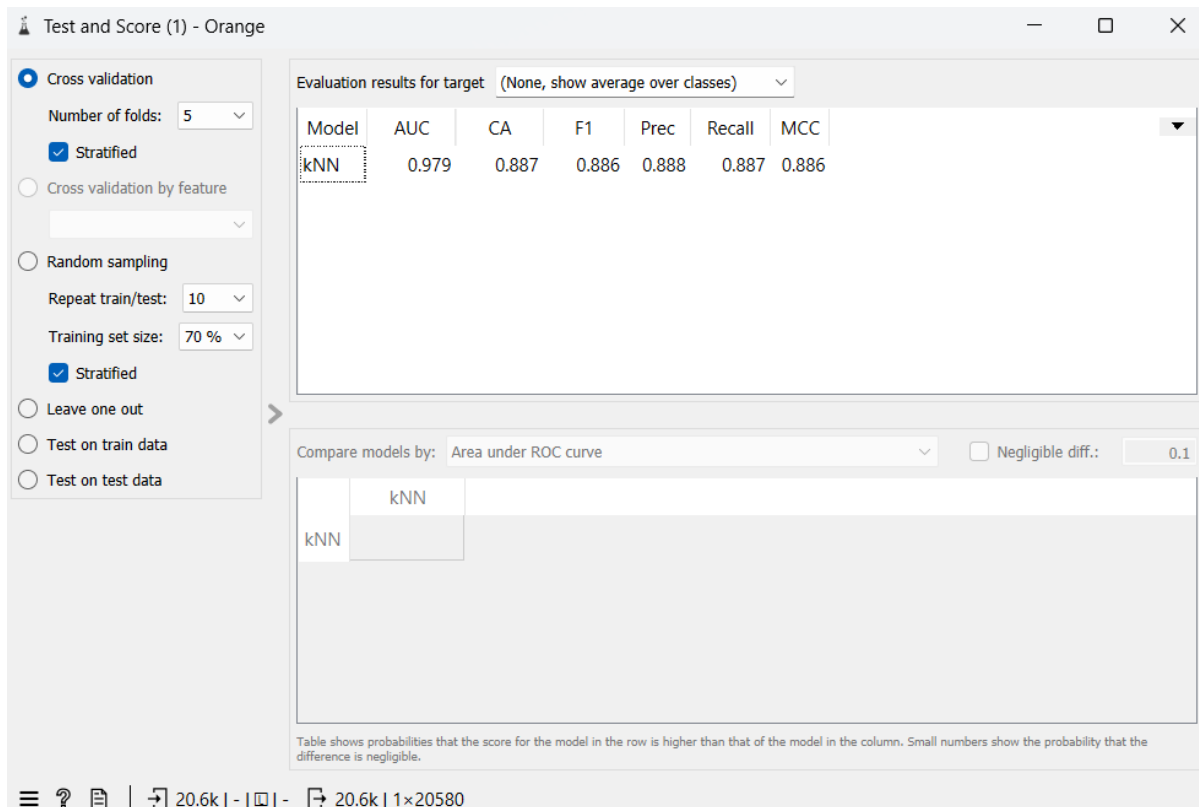 Test and Score (1) - Orange
Cross validation
Number of folds: 5
Stratified
Cross validation by feature
Random sampling
Repeat train/test: 10
Training set size: 70 %
Stratified
Leave one out
Test on train data
Test on test data
Evaluation results for target (None, show average over classes)
Model AUC CA F1 Prec Recall MCC
kNN 0.979 0.887 0.886 0.888 0.887 0.886
Compare models by: Area under ROC curve Negligible diff.: 0.1
kNN
kNN
Table shows probabilities that the score for the model in the row is higher than that of the model in the column. Small numbers show the probability that the
difference is negligible.
? 20.6k | - | - 20.6k | 1×20580